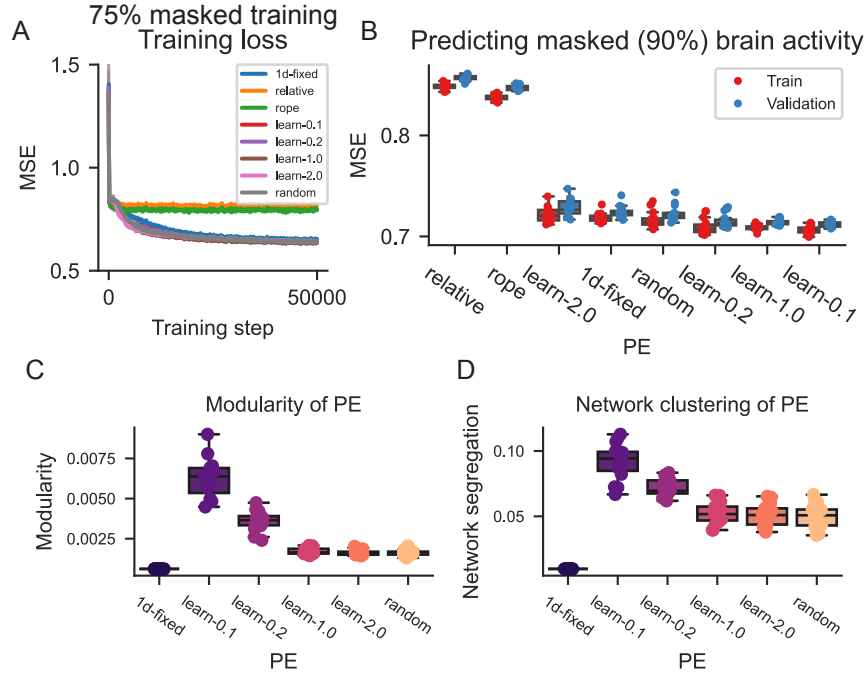 A
75% masked training
Training loss
1.5
1.0
0.5
MSE
1d-fixed
relative
rope
learn-0.1
learn-0.2
learn-1.0
learn-2.0
random
0
50000
Training step
B
Predicting masked (90%) brain activity
Train
Validation
0.8
0.7
MSE
relative
rope
learn-2.0
1d-fixed
random
learn-0.2
learn-1.0
learn-0.1
PE
C
Modularity of PE
0.0075
0.0050
0.0025
Modularity
1d-fixed
learn-0.1
learn-0.2
learn-1.0
learn-2.0
random
PE
D
Network clustering of PE
0.10
0.05
Network segregation
1d-fixed
learn-0.1
learn-0.2
learn-1.0
learn-2.0
random
PE